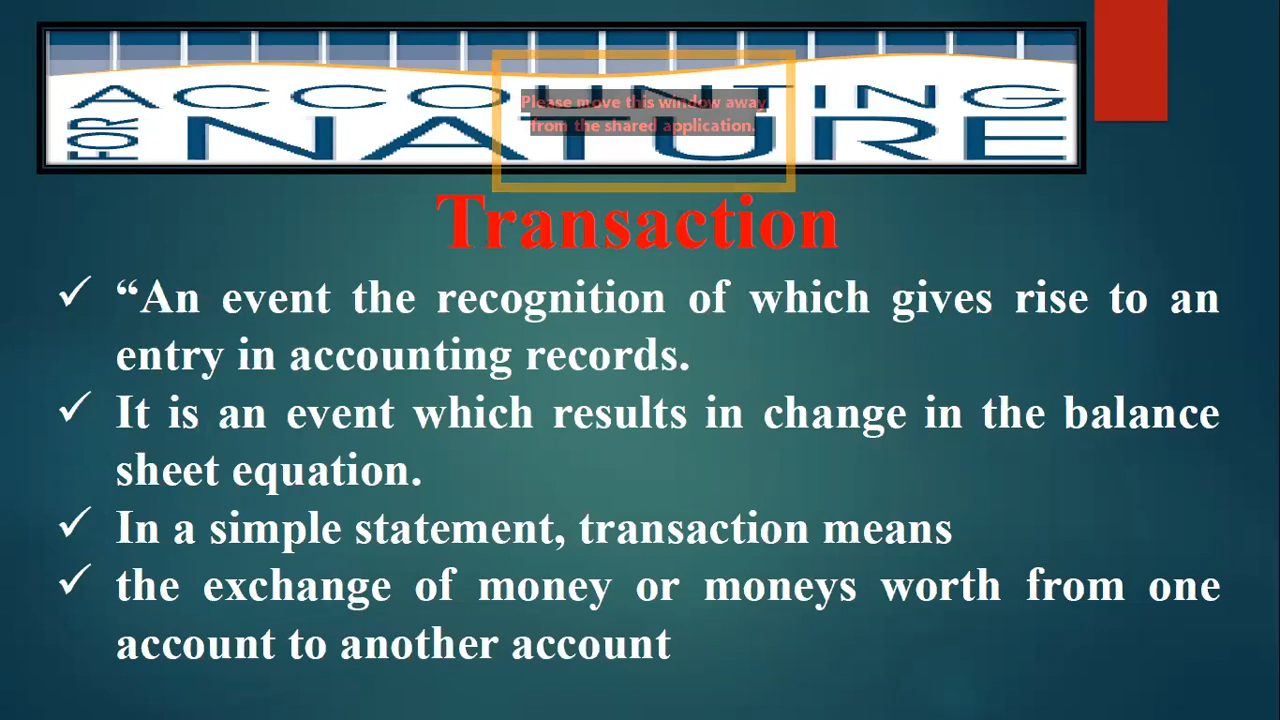 ACCOUNTING
FOR NATURE
Please move this window away
from the shared application.
Transaction
✓ “An event the recognition of which gives rise to an
entry in accounting records.
✓ It is an event which results in change in the balance
sheet equation.
✓ In a simple statement, transaction means
✓ the exchange of money or moneys worth from one
account to another account